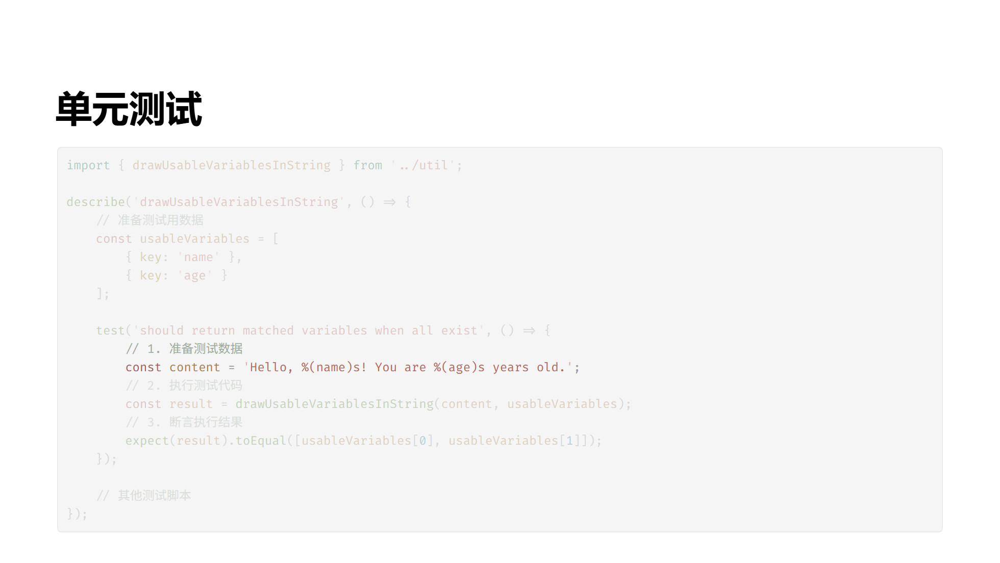 单元测试
import { drawUsableVariablesInString } from '../util';
describe('drawUsableVariablesInString', () => {
    // 准备测试用数据
    const usableVariables = [
        { key: 'name' },
        { key: 'age' }
    ];
    test('should return matched variables when all exist', () => {
        // 1. 准备测试数据
        const content = 'Hello, %(name)s! You are %(age)s years old.';
        // 2. 执行测试代码
        const result = drawUsableVariablesInString(content, usableVariables);
        // 3. 断言执行结果
        expect(result).toEqual([usableVariables[0], usableVariables[1]]);
    });
    // 其他测试脚本
});